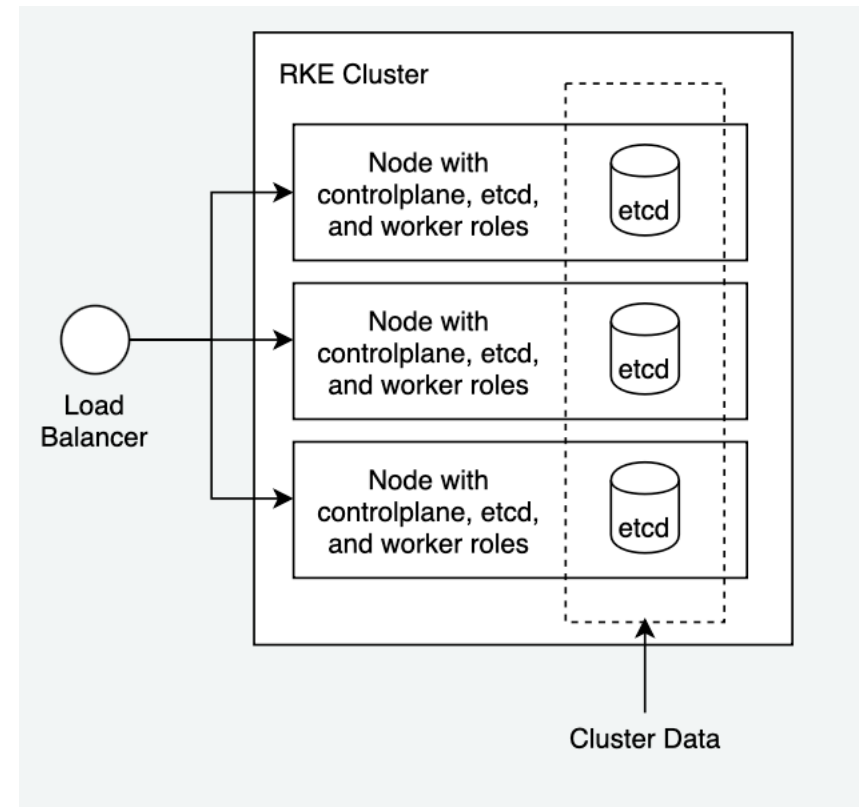 RKE Cluster
Node with
controlplane, etcd,
and worker roles
etcd
Node with
controlplane, etcd,
and worker roles
etcd
Load
Balancer
Node with
controlplane, etcd,
and worker roles
etcd
Cluster Data